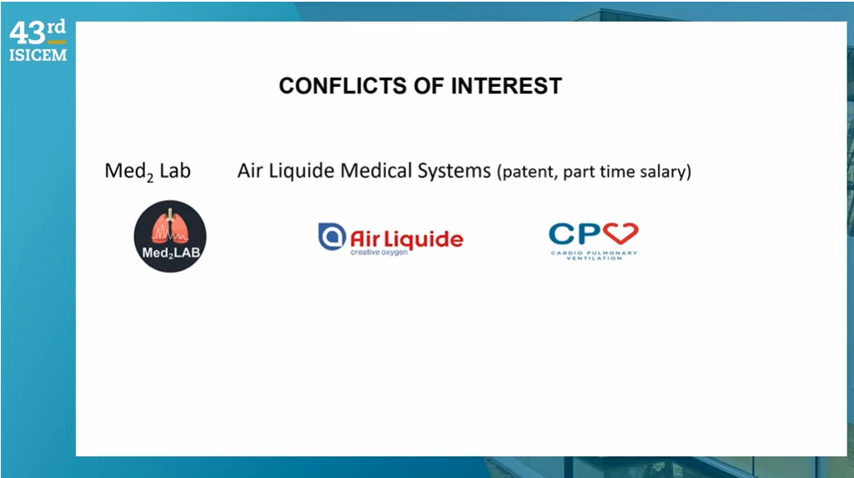 43rd
ISICEM
CONFLICTS OF INTEREST
Med₂ Lab
Air Liquide Medical Systems (patent, part time salary)
Med₂LAB
Air Liquide
creative oxygen
CPV
CARDIO PULMONARY
VENTILATION